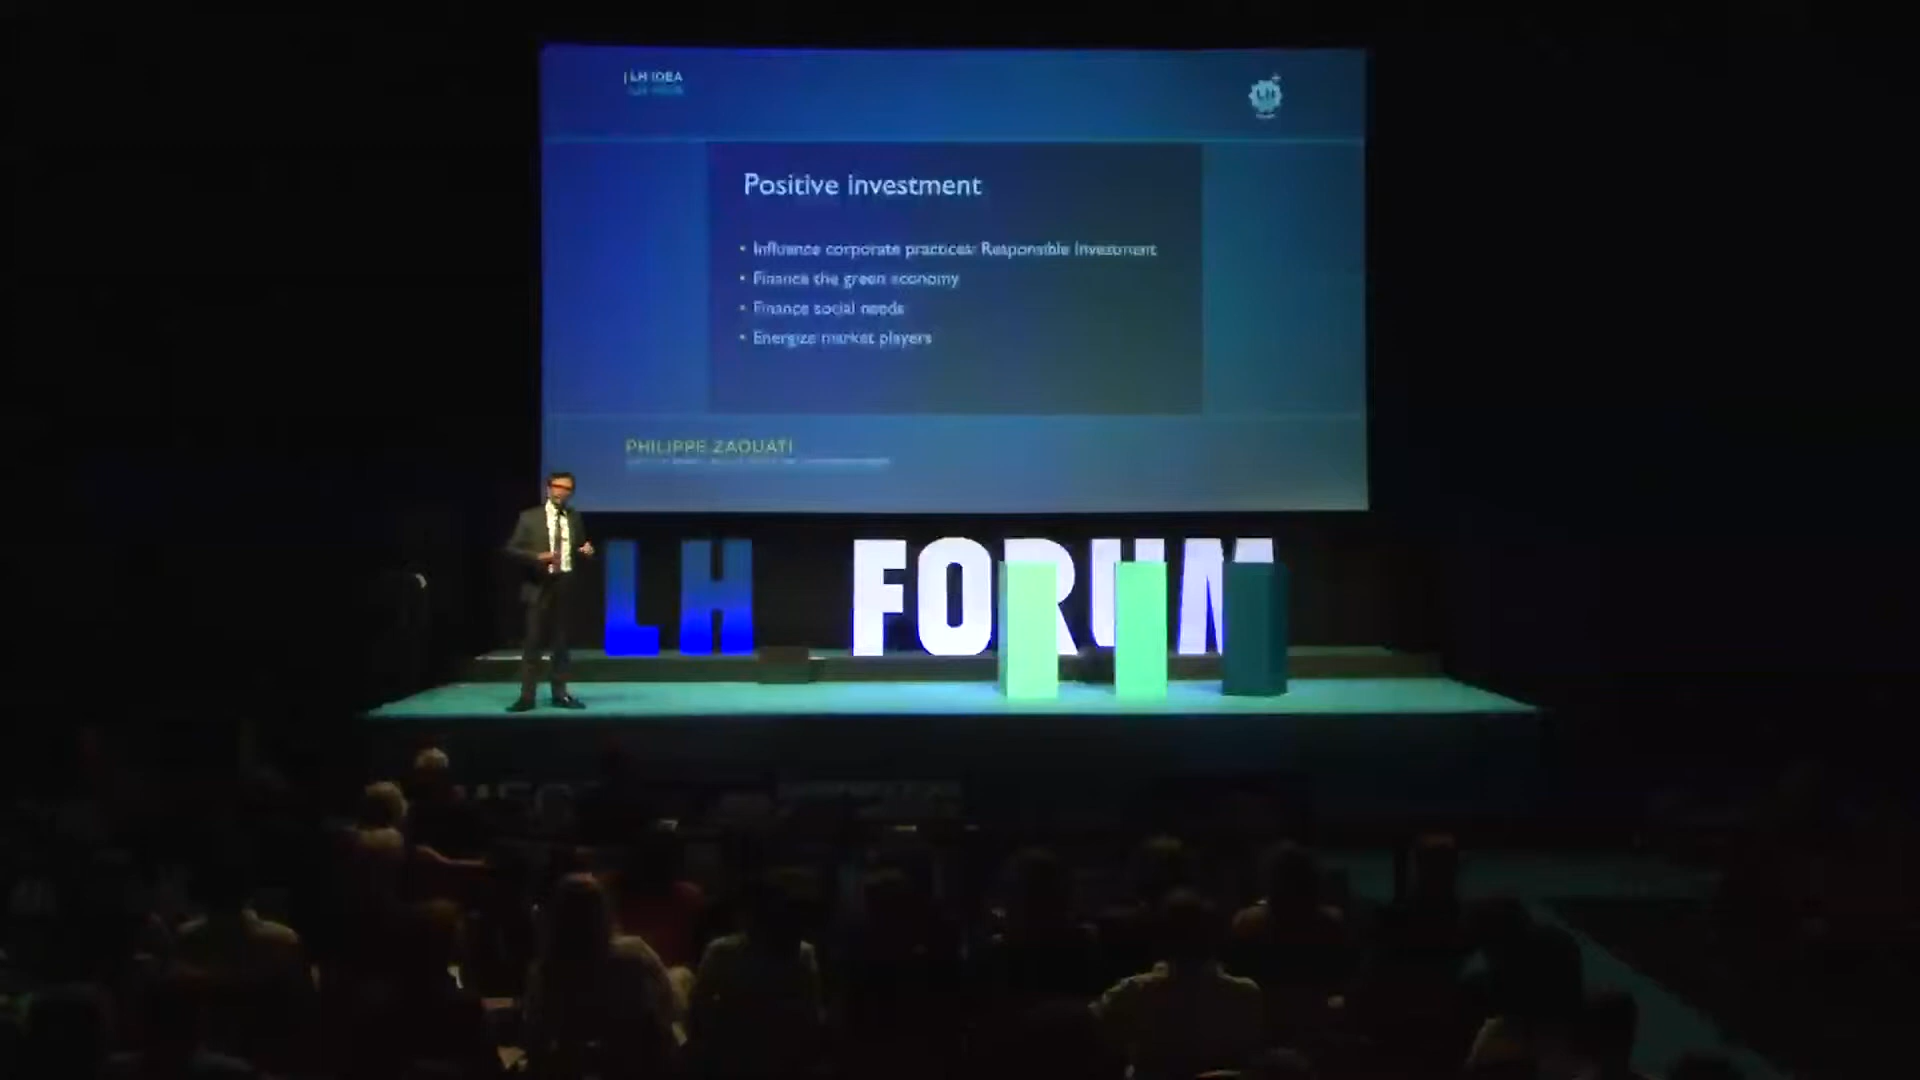 LH IDEA
LH
Positive investment
• Influence corporate practices: Responsible Investment
• Finance the green economy
• Finance social needs
• Energize market players
PHILIPPE ZAOUATI
LH FORUM